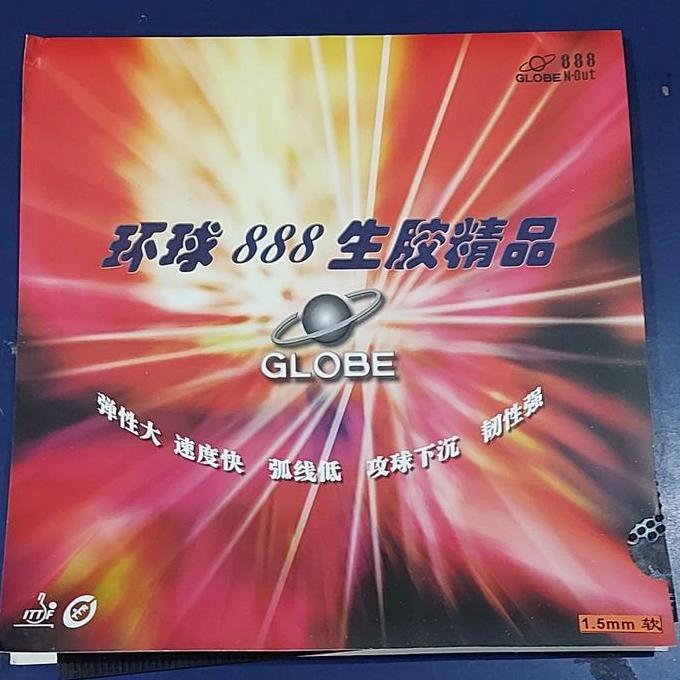 888
GLOBE N-Out
环球 888 生胶精品
GLOBE
弹性大 速度快 弧线低 攻球下沉 韧性强
ITTF
1.5mm 软